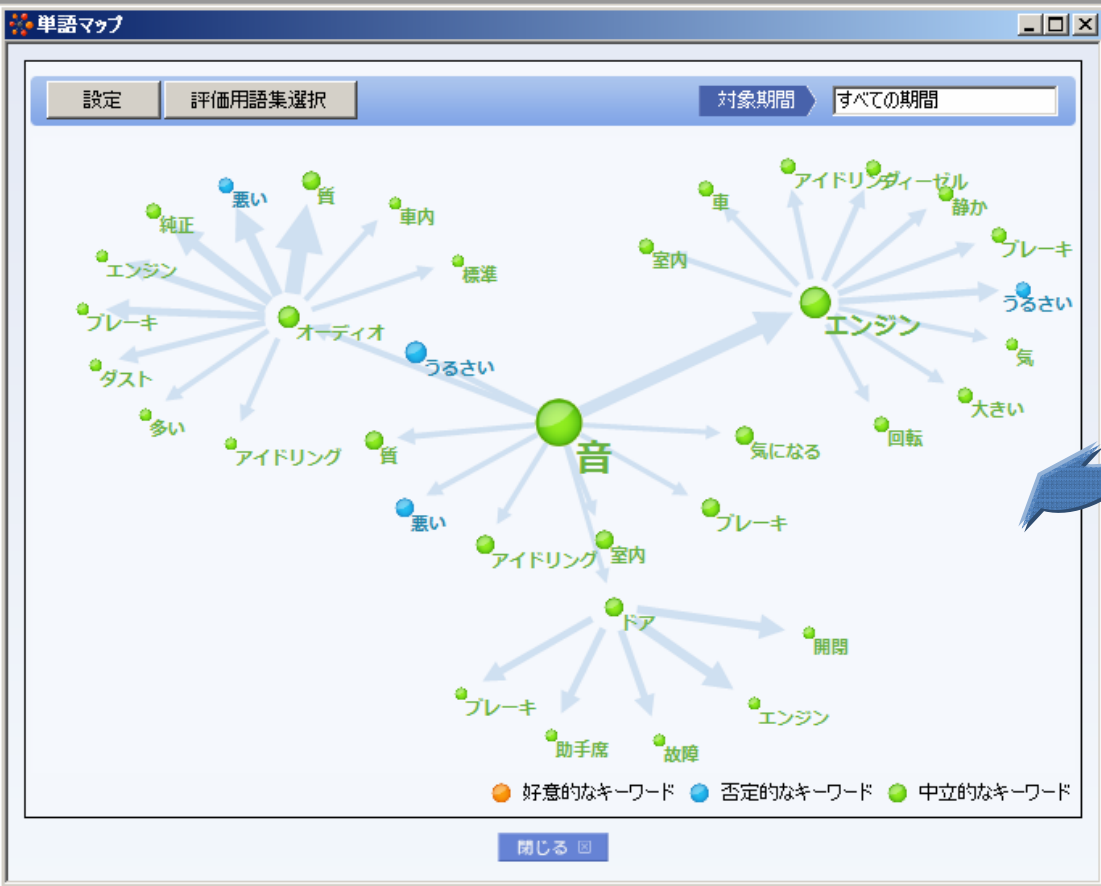 単語マップ
設定
評価用語集選択
対象期間
すべての期間
悪い
質
純正
車内
エンジン
標準
ブレーキ
オーディオ
ダスト
うるさい
多い
アイドリング
質
音
悪い
アイドリング
室内
気になる
ブレーキ
アイドリング
ディーゼル
車
静か
室内
ブレーキ
エンジン
うるさい
気
大きい
回転
ドア
開閉
ブレーキ
エンジン
助手席
故障
好意的なキーワード
否定的なキーワード
中立的なキーワード
閉じる